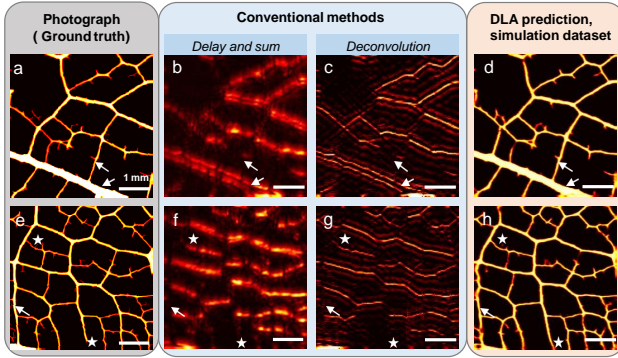 Photograph
( Ground truth)
Conventional methods
Delay and sum
Deconvolution
DLA prediction,
simulation dataset
a
b
c
d
1 mm
e
f
g
h